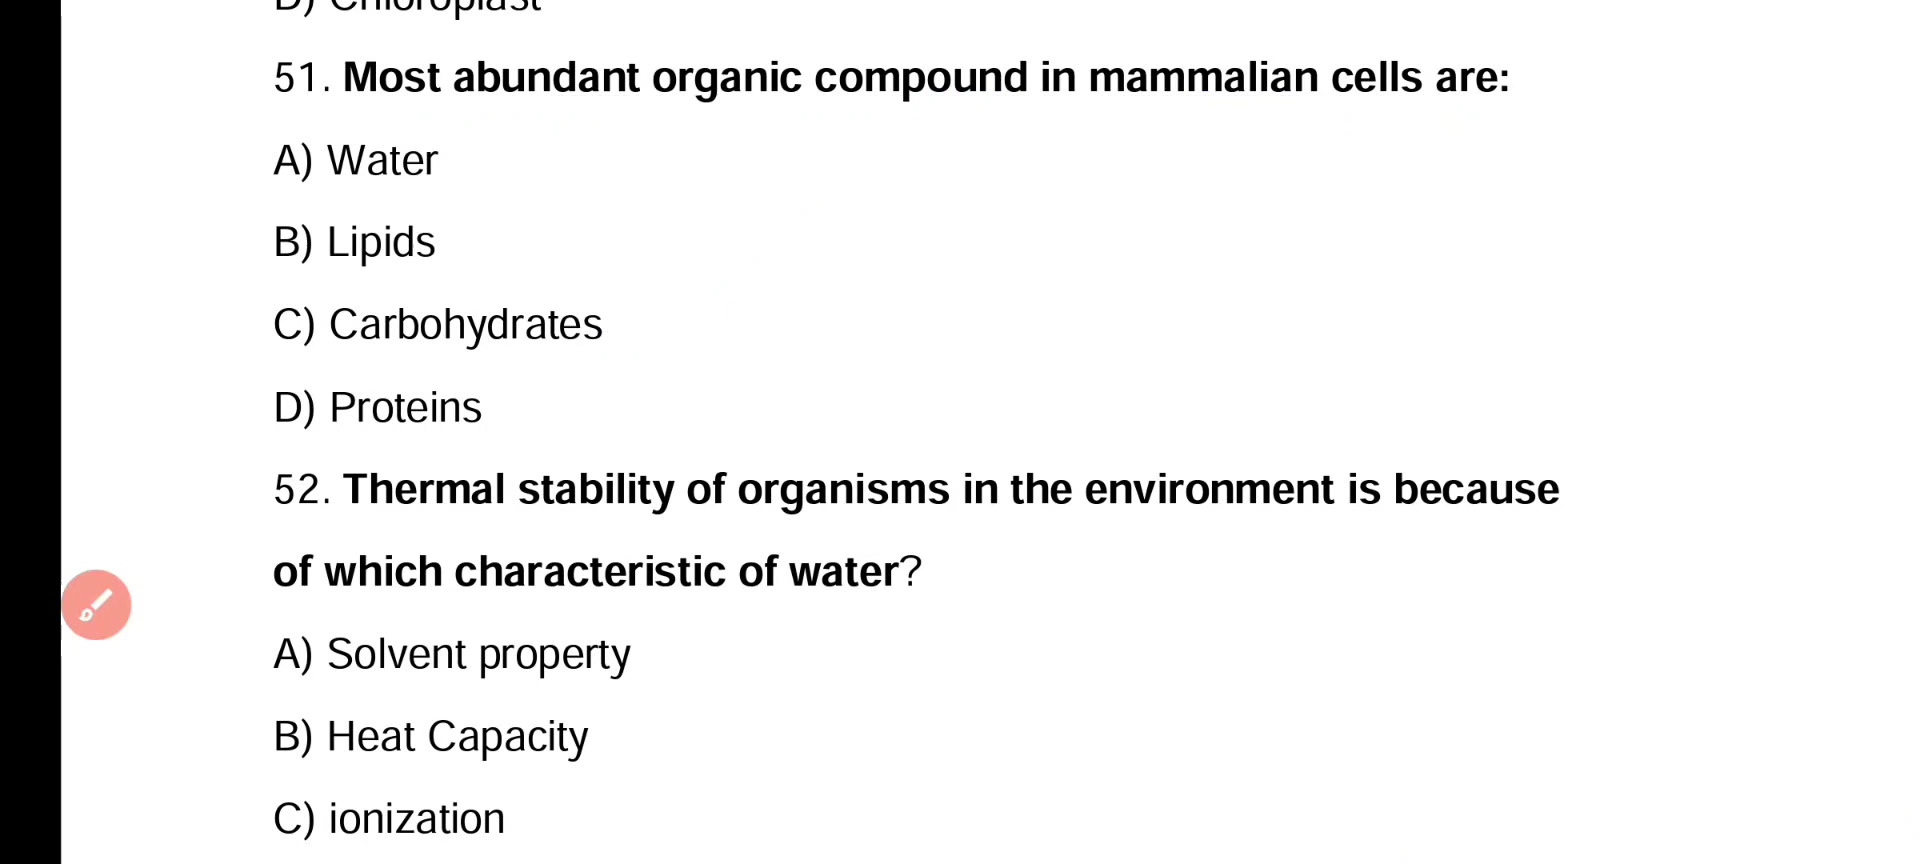 D) Chloroplast
51. Most abundant organic compound in mammalian cells are:
A) Water
B) Lipids
C) Carbohydrates
D) Proteins
52. Thermal stability of organisms in the environment is because
of which characteristic of water?
A) Solvent property
B) Heat Capacity
C) ionization